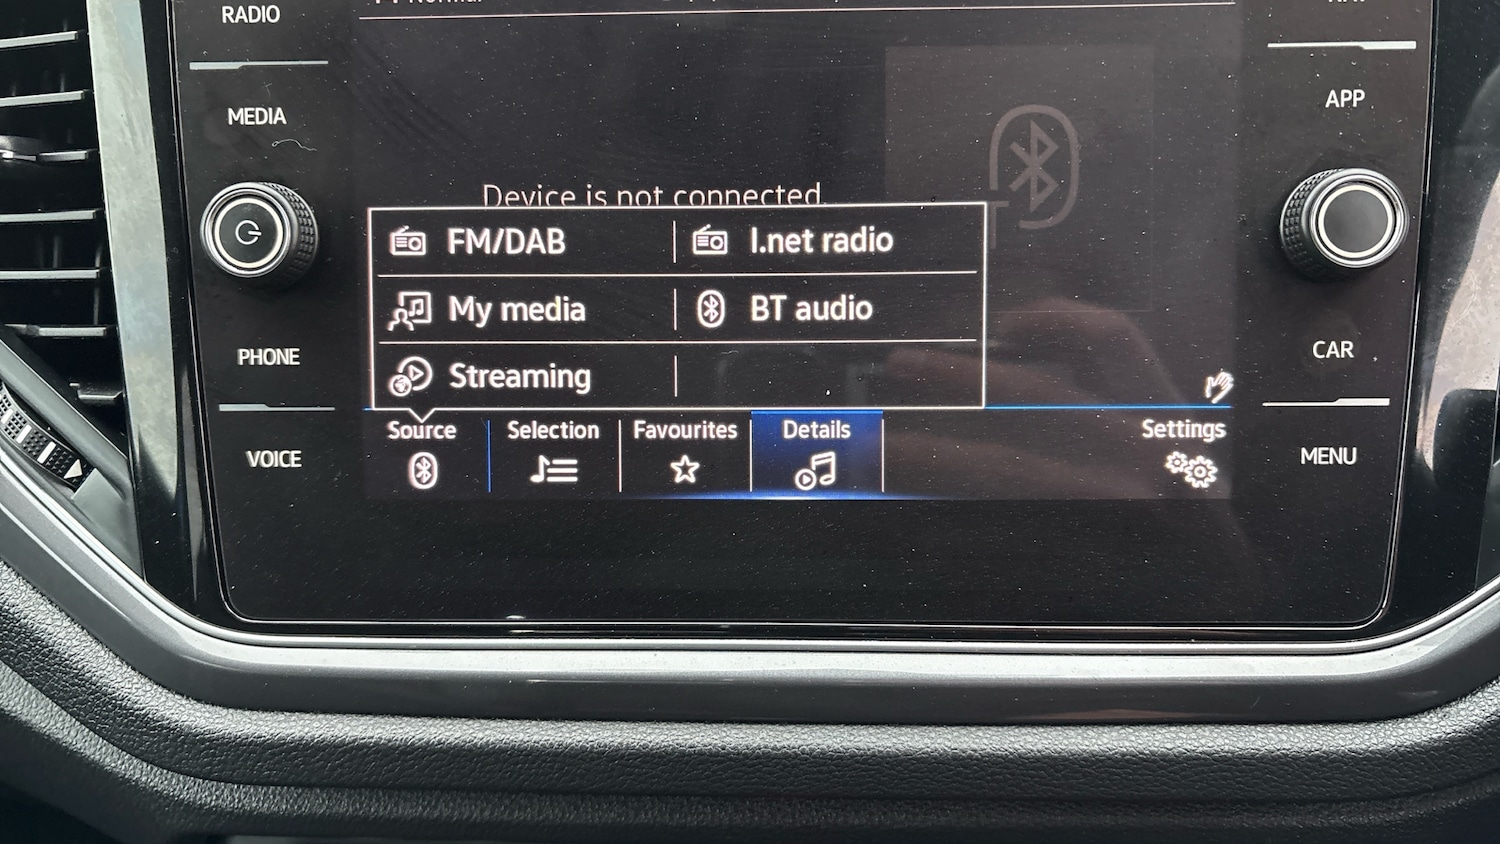 RADIO
MEDIA
APP
Device is not connected.
FM/DAB
I.net radio
My media
BT audio
Streaming
PHONE
CAR
Source
Selection
Favourites
Details
Settings
VOICE
MENU